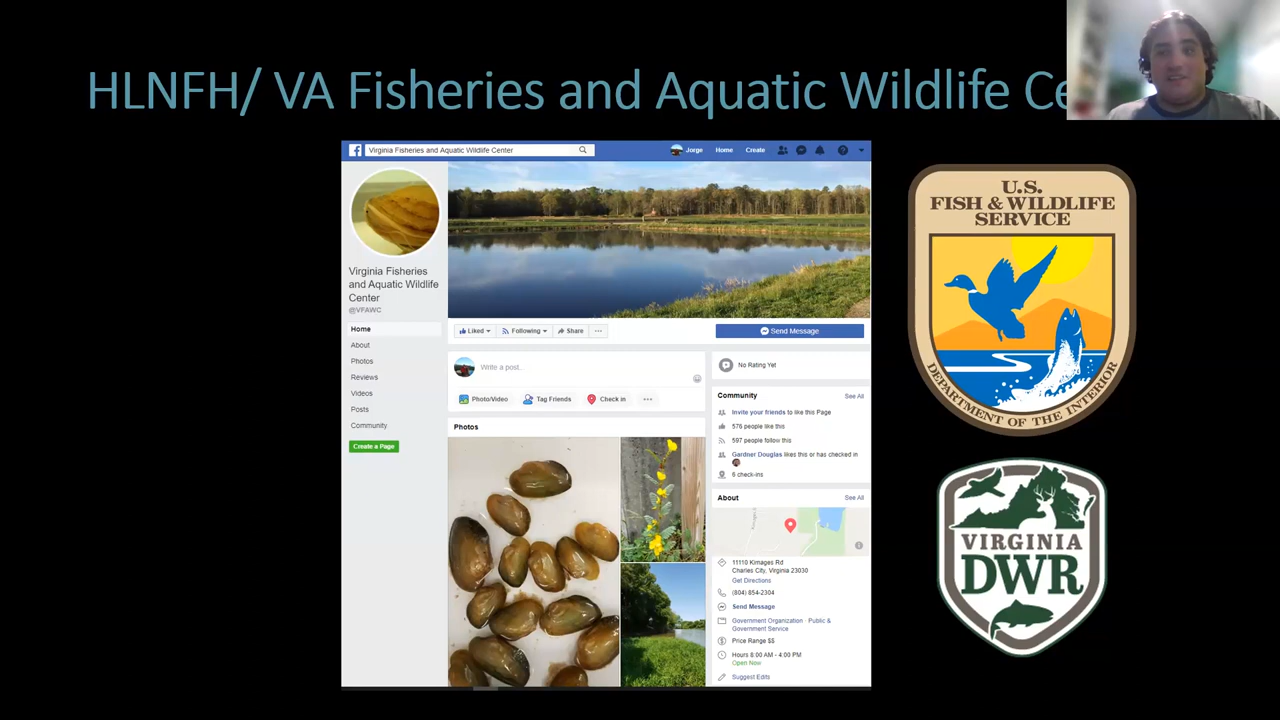 HLNFH/ VA Fisheries and Aquatic Wildlife Ce
Virginia Fisheries and Aquatic Wildlife Center
Jorge Home Create
Virginia Fisheries
and Aquatic Wildlife
Center
@VFAWC
Home
About
Photos
Reviews
Videos
Posts
Community
Create a Page
Liked Following Share ...
Send Message
Write a post..
Photo/Video Tag Friends Check in ...
Photos
No Rating Yet
Community See All
Invite your friends to like this Page
576 people like this
597 people follow this
Gardner Douglas likes this or has checked in
6 check-ins
About See All
11110 Kimages Rd
Charles City, Virginia 23030
Get Directions
(804) 854-2304
Send Message
Government Organization · Public &
Government Service
Price Range $$
Hours 8:00 AM - 4:00 PM
Open Now
Suggest Edits
U.S.
FISH & WILDLIFE
SERVICE
DEPARTMENT OF THE INTERIOR
VIRGINIA
DWR